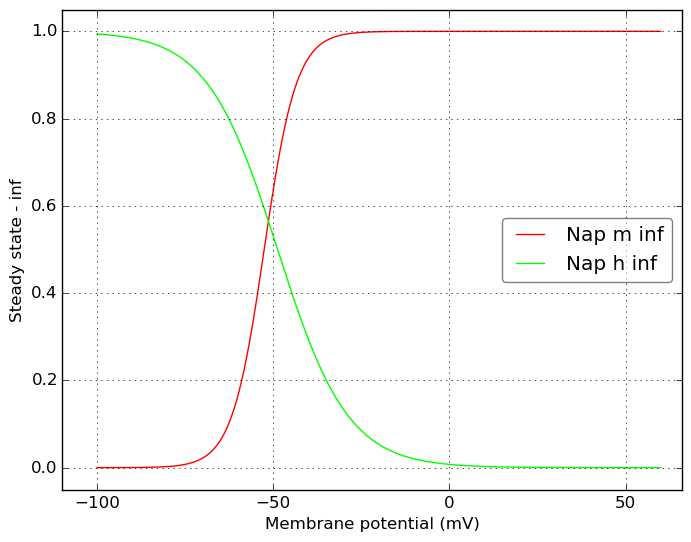 1.0
0.8
0.6
0.4
0.2
0.0
Steady state - inf
Nap m inf
Nap h inf
−100
−50
0
50
Membrane potential (mV)